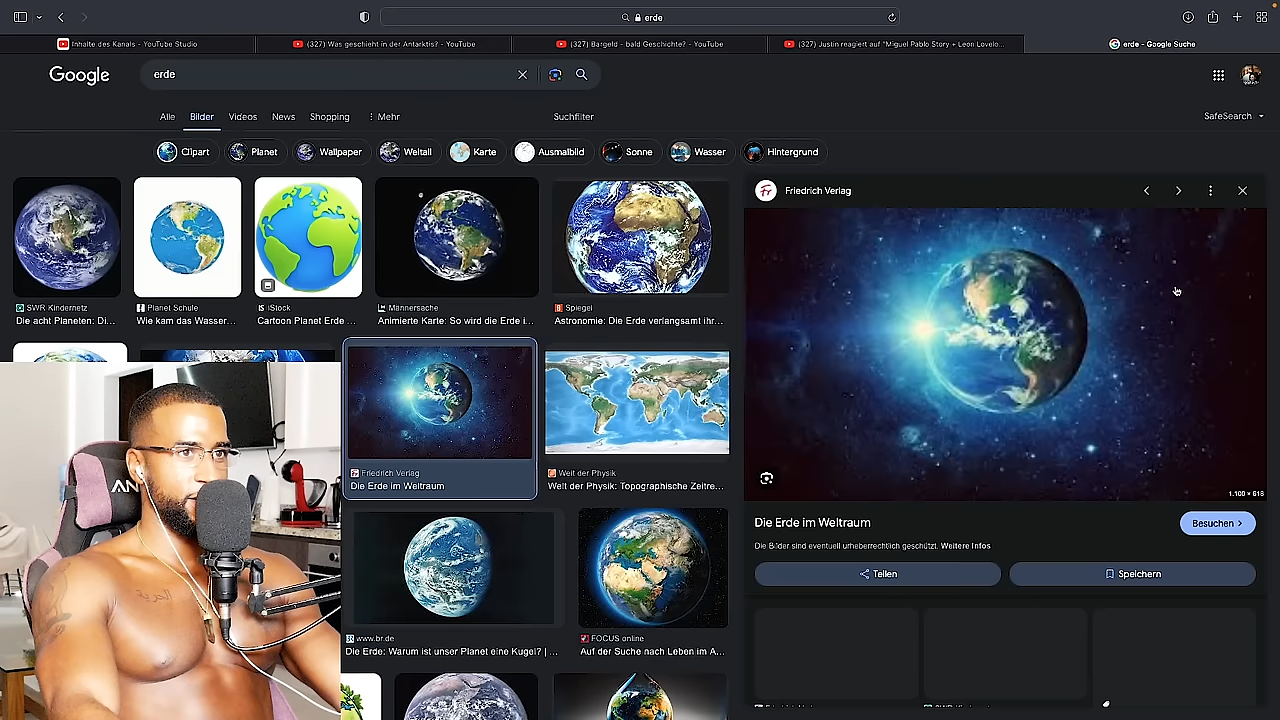 erde
Inhalte des Kanals - YouTube Studio
(327) Was geschieht in der Antarktis? - YouTube
(327) Bargeld - bald Geschichte? - YouTube
(327) Justin reagiert auf "Miguel Pablo Story + Leon Lovelo...
erde - Google Suche
Google
erde
Alle
Bilder
Videos
News
Shopping
Mehr
Suchfilter
SafeSearch
Clipart
Planet
Wallpaper
Weltall
Karte
Ausmalbild
Sonne
Wasser
Hintergrund
SWR Kindernetz
Die acht Planeten: Di...
Planet Schule
Wie kam das Wasser...
iStock
Cartoon Planet Erde ...
Männersache
Animierte Karte: So wird die Erde i...
Spiegel
Astronomie: Die Erde verlangsamt ihr...
Friedrich Verlag
Die Erde im Weltraum
Welt der Physik
Welt der Physik: Topographische Zeitre...
www.br.de
Die Erde: Warum ist unser Planet eine Kugel? | ...
FOCUS online
Auf der Suche nach Leben im A...
AN
Friedrich Verlag
1.100 × 618
Die Erde im Weltraum
Besuchen
Die Bilder sind eventuell urheberrechtlich geschützt. Weitere Infos
Teilen
Speichern